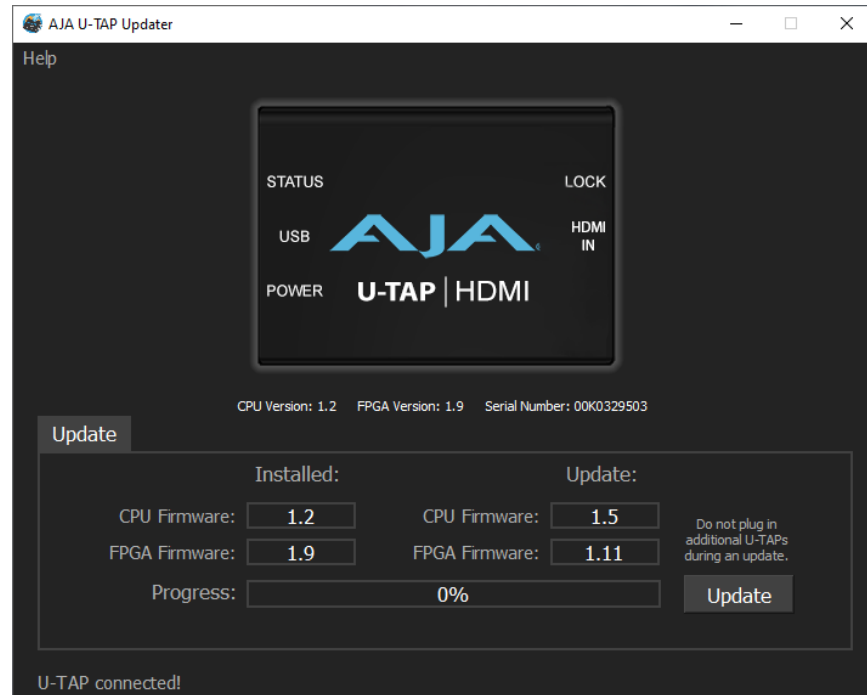 AJA U-TAP Updater
Help
STATUS
LOCK
USB
AJA
HDMI
IN
POWER
U-TAP | HDMI
CPU Version: 1.2 FPGA Version: 1.9 Serial Number: 00K0329503
Update
Installed: Update:
CPU Firmware: 1.2 CPU Firmware: 1.5
FPGA Firmware: 1.9 FPGA Firmware: 1.11
Do not plug in
additional U-TAPs
during an update.
Progress: 0% Update
U-TAP connected!